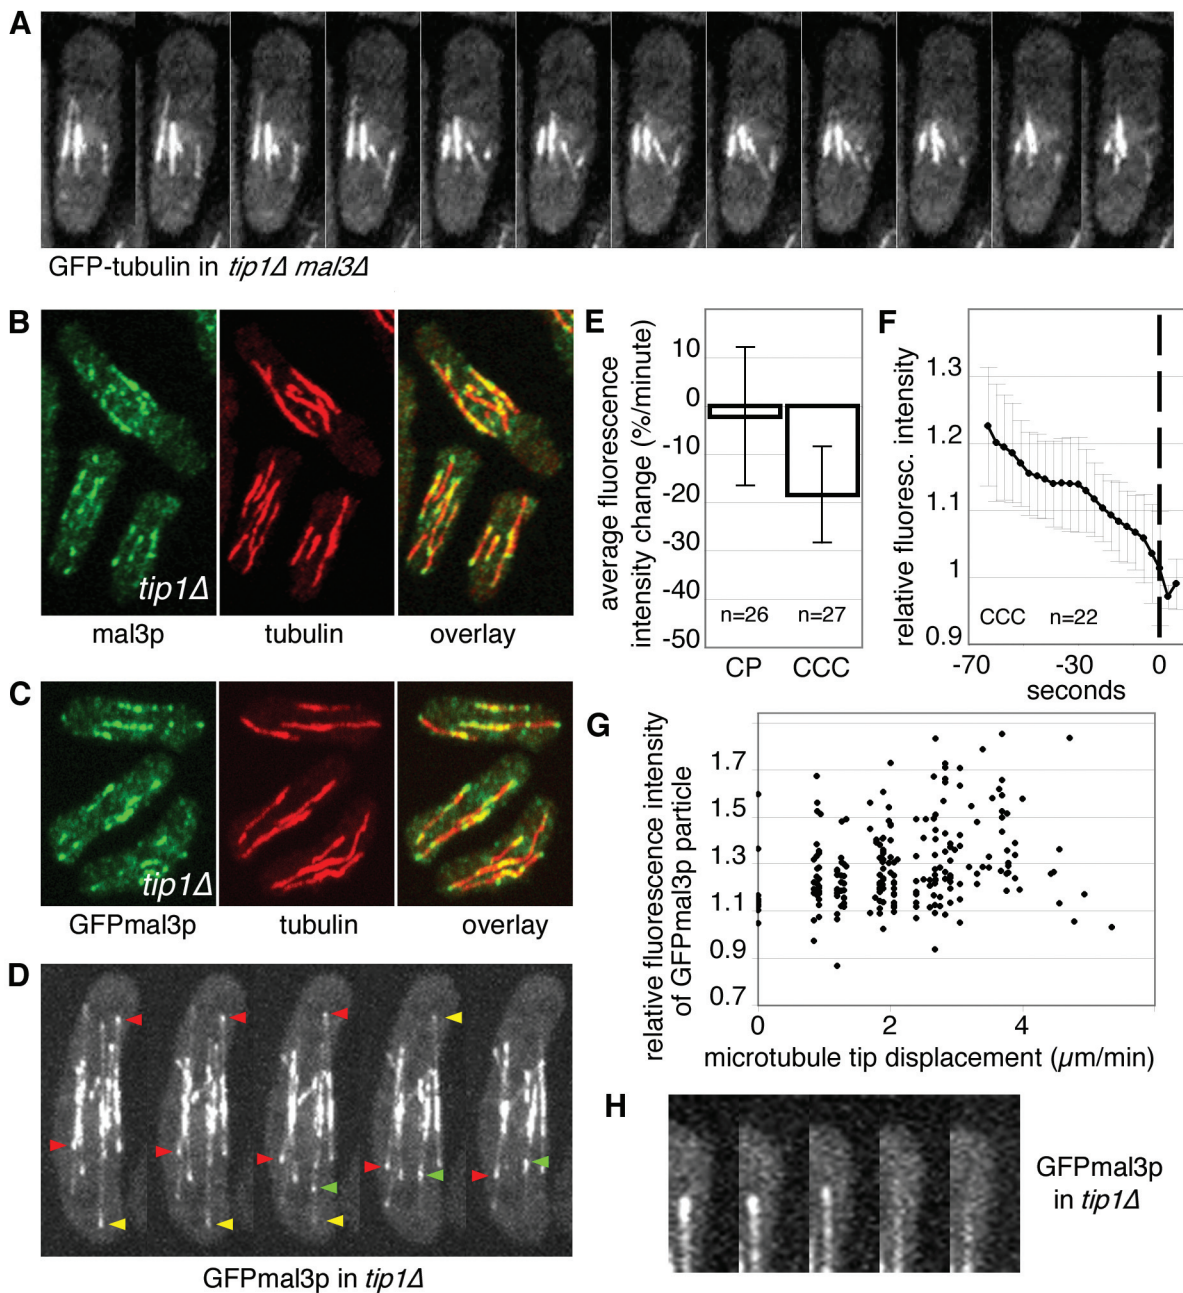 A
GFP-tubulin in tip1Δ mal3Δ
B
tip1Δ
mal3p
tubulin
overlay
C
tip1Δ
GFPmal3p
tubulin
overlay
D
GFPmal3p in tip1Δ
E
average fluorescence
intensity change (%/minute)
10
0
-10
-20
-30
-40
-50
n=26
n=27
CP
CCC
F
relative fluoresc. intensity
1.3
1.2
1.1
1
0.9
CCC
n=22
-70
-30
0
seconds
G
relative fluorescence intensity
of GFPmal3p particle
1.7
1.5
1.3
1.1
0.9
0.7
0
2
4
microtubule tip displacement (μm/min)
H
GFPmal3p
in tip1Δ